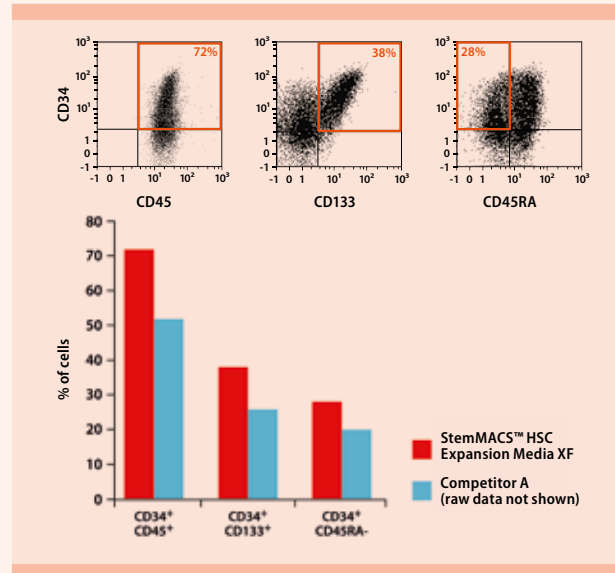 10³
10²
10¹
1
0
-1
CD34
72%
-1 0 1 10¹ 10² 10³
CD45
10³
10²
10¹
1
0
-1
38%
-1 0 1 10¹ 10² 10³
CD133
10³
10²
10¹
1
0
-1
28%
-1 0 1 10¹ 10² 10³
CD45RA
% of cells
80
70
60
50
40
30
20
10
0
CD34⁺
CD45⁺
CD34⁺
CD133⁺
CD34⁺
CD45RA-
StemMACS™ HSC
Expansion Media XF
Competitor A
(raw data not shown)